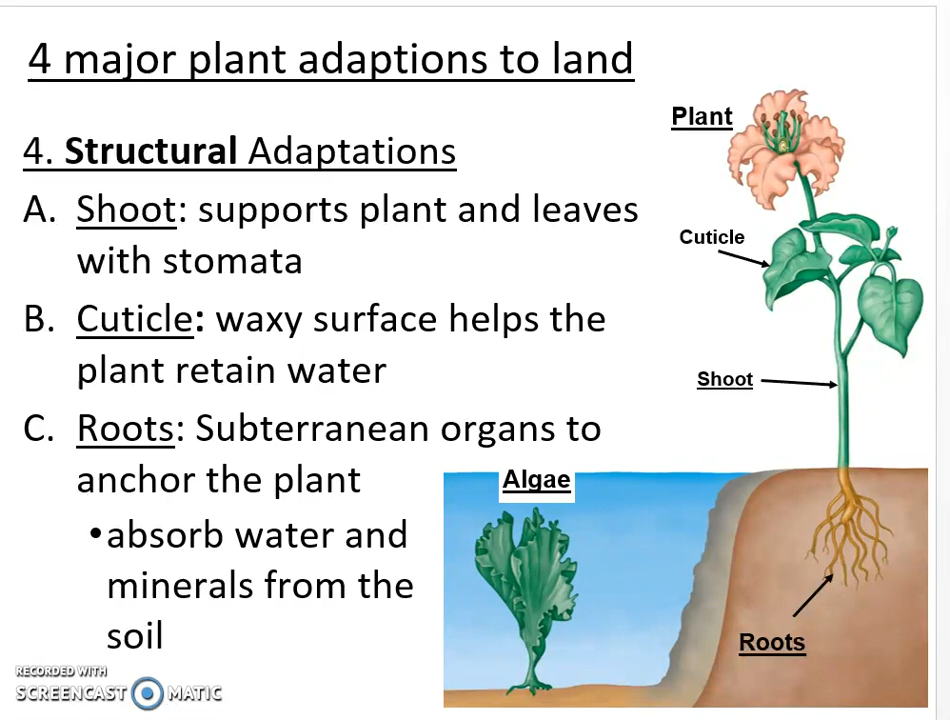 4 major plant adaptions to land
4. Structural Adaptations
A. Shoot: supports plant and leaves
with stomata
B. Cuticle: waxy surface helps the
plant retain water
C. Roots: Subterranean organs to
anchor the plant
•absorb water and
minerals from the
soil
Plant
Cuticle
Shoot
Algae
Roots
RECORDED WITH
SCREENCAST MATIC